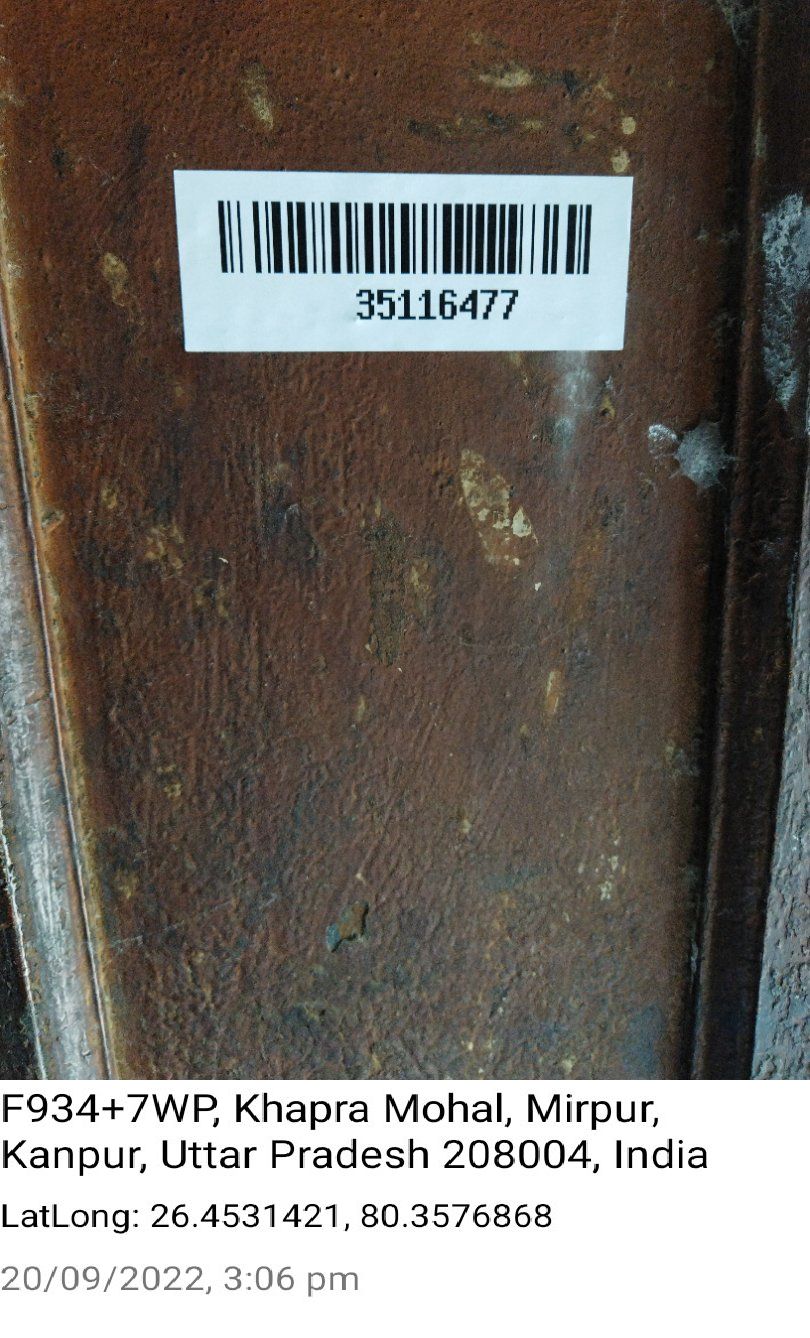 35116477
F934+7WP, Khapra Mohal, Mirpur,
Kanpur, Uttar Pradesh 208004, India
LatLong: 26.4531421, 80.3576868
20/09/2022, 3:06 pm